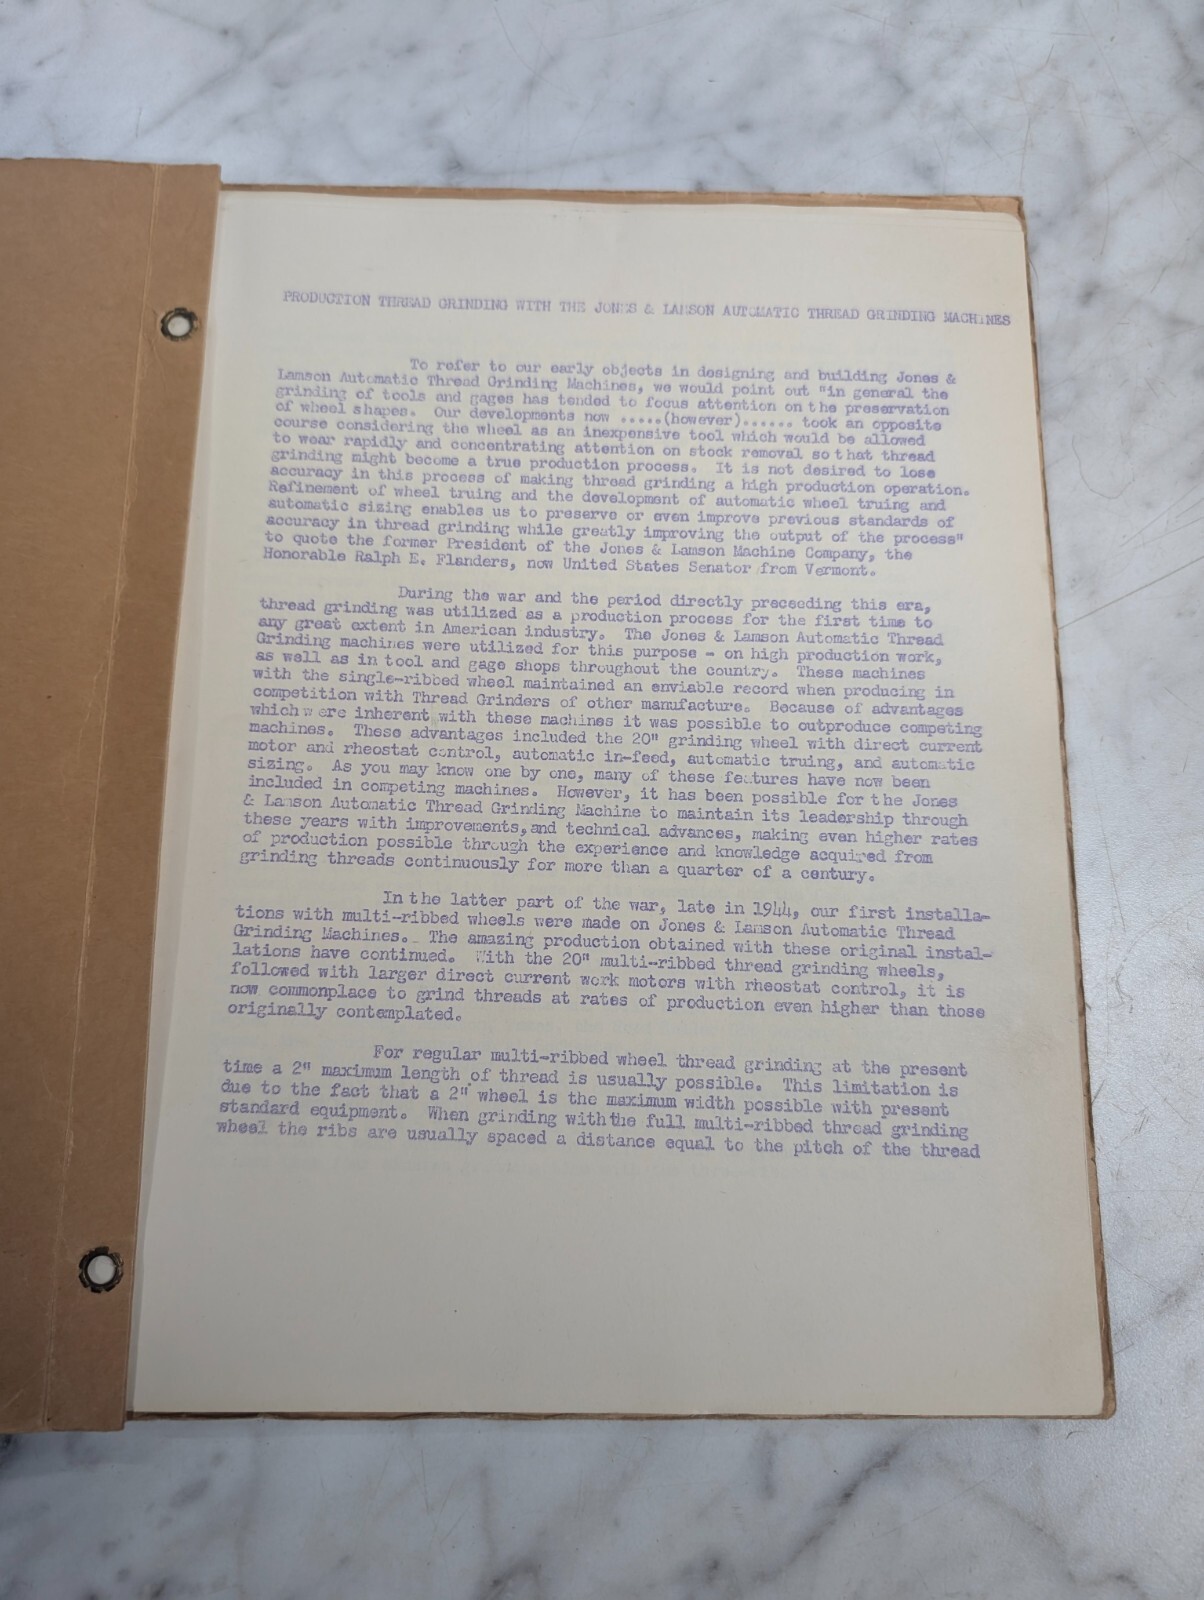 PRODUCTION THREAD GRINDING WITH THE JONES & LAMSON AUTOMATIC THREAD GRINDING MACHINES
To refer to our early objects in designing and building Jones &
Lamson Automatic Thread Grinding Machines, we would point out "in general the
grinding of tools and gages has tended to focus attention on the preservation
of wheel shapes. Our developments now .....(however)...... took an opposite
course considering the wheel as an inexpensive tool which would be allowed
to wear rapidly and concentrating attention on stock removal so that thread
grinding might become a true production process. It is not desired to lose
accuracy in this process of making thread grinding a high production operation.
Refinement of wheel truing and the development of automatic wheel truing and
automatic sizing enables us to preserve or even improve previous standards of
accuracy in thread grinding while greatly improving the output of the process"
to quote the former President of the Jones & Lamson Machine Company, the
Honorable Ralph E. Flanders, now United States Senator from Vermont.
During the war and the period directly preceeding this era,
thread grinding was utilized as a production process for the first time to
any great extent in American industry. The Jones & Lamson Automatic Thread
Grinding machines were utilized for this purpose - on high production work,
as well as in tool and gage shops throughout the country. These machines
with the single-ribbed wheel maintained an enviable record when producing in
competition with Thread Grinders of other manufacture. Because of advantages
which were inherent with these machines it was possible to outproduce competing
machines. These advantages included the 20" grinding wheel with direct current
motor and rheostat control, automatic in-feed, automatic truing, and automatic
sizing. As you may know one by one, many of these features have now been
included in competing machines. However, it has been possible for the Jones
& Lamson Automatic Thread Grinding Machine to maintain its leadership through
these years with improvements, and technical advances, making even higher rates
of production possible through the experience and knowledge acquired from
grinding threads continuously for more than a quarter of a century.
In the latter part of the war, late in 1944, our first installa-
tions with multi-ribbed wheels were made on Jones & Lamson Automatic Thread
Grinding Machines. The amazing production obtained with these original instal-
lations have continued. With the 20" multi-ribbed thread grinding wheels,
followed with larger direct current work motors with rheostat control, it is
now commonplace to grind threads at rates of production even higher than those
originally contemplated.
For regular multi-ribbed wheel thread grinding at the present
time a 2" maximum length of thread is usually possible. This limitation is
due to the fact that a 2" wheel is the maximum width possible with present
standard equipment. When grinding with the full multi-ribbed thread grinding
wheel the ribs are usually spaced a distance equal to the pitch of the thread